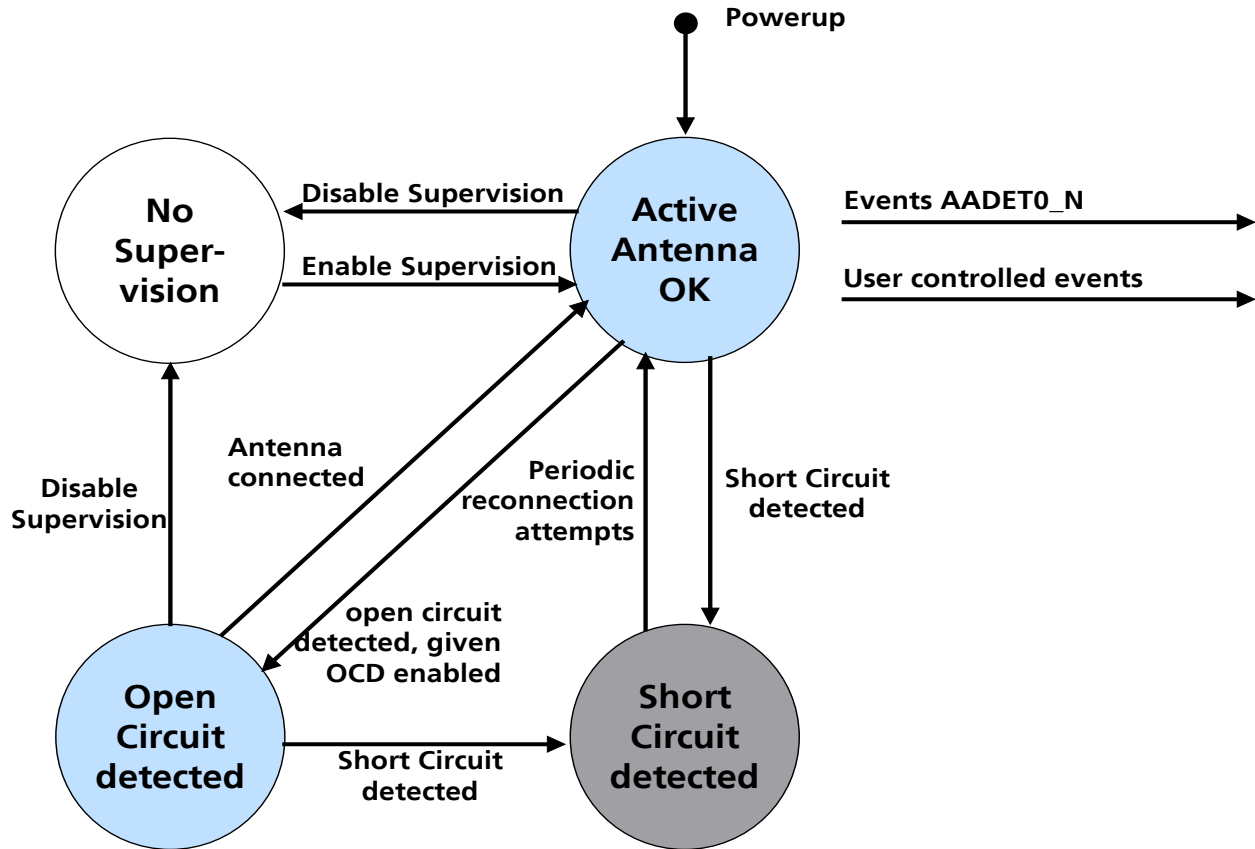 Powerup
No
Super-
vision
Disable Supervision
Enable Supervision
Active
Antenna
OK
Events AADET0_N
User controlled events
Antenna
connected
Disable
Supervision
Periodic
reconnection
attempts
Short Circuit
detected
open circuit
detected, given
OCD enabled
Open
Circuit
detected
Short Circuit
detected
Short
Circuit
detected